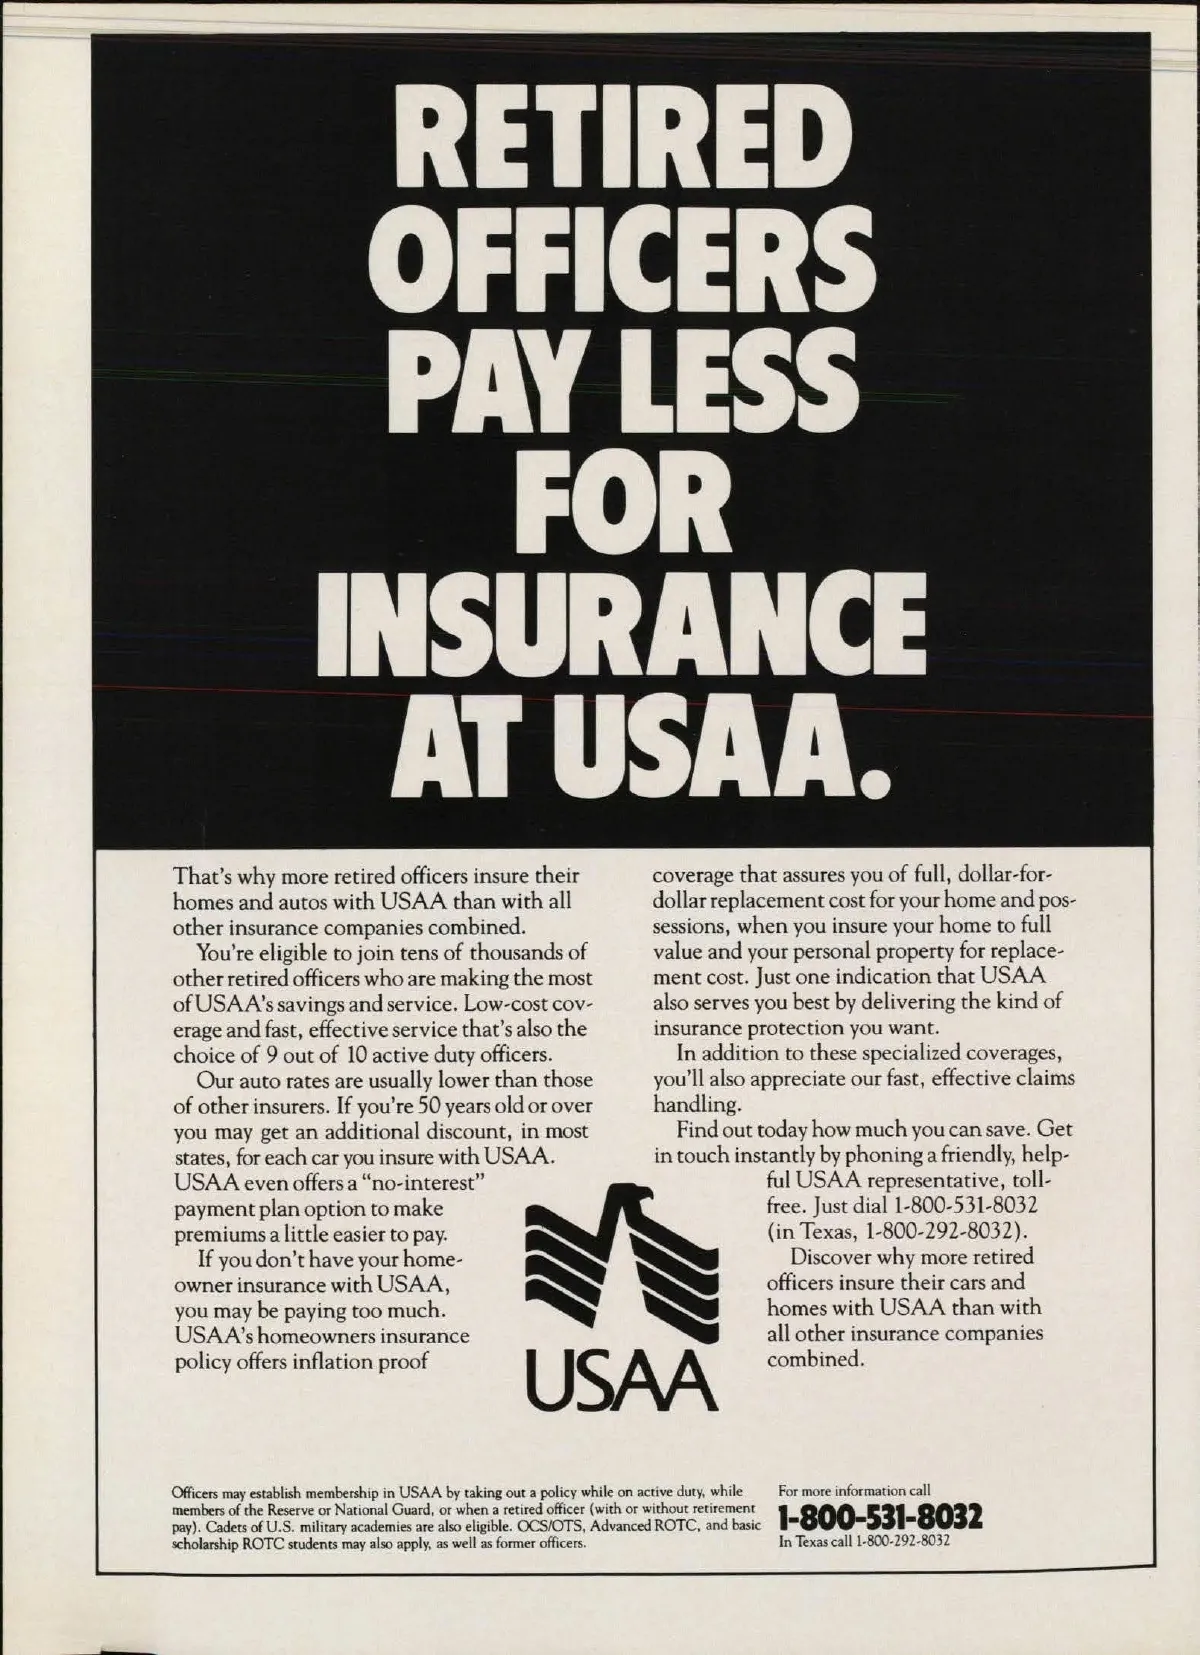 RETIRED
OFFICERS
PAY LESS
FOR
INSURANCE
AT USAA.
That's why more retired officers insure their
homes and autos with USAA than with all
other insurance companies combined.
You're eligible to join tens of thousands of
other retired officers who are making the most
of USAA's savings and service. Low-cost cov-
erage and fast, effective service that's also the
choice of 9 out of 10 active duty officers.
Our auto rates are usually lower than those
of other insurers. If you're 50 years old or over
you may get an additional discount, in most
states, for each car you insure with USAA.
USAA even offers a "no-interest"
payment plan option to make
premiums a little easier to pay.
If you don't have your home-
owner insurance with USAA,
you may be paying too much.
USAA's homeowners insurance
policy offers inflation proof
coverage that assures you of full, dollar-for-
dollar replacement cost for your home and pos-
sessions, when you insure your home to full
value and your personal property for replace-
ment cost. Just one indication that USAA
also serves you best by delivering the kind of
insurance protection you want.
In addition to these specialized coverages,
you'll also appreciate our fast, effective claims
handling.
Find out today how much you can save. Get
in touch instantly by phoning a friendly, help-
ful USAA representative, toll-
free. Just dial 1-800-531-8032
(in Texas, 1-800-292-8032).
Discover why more retired
officers insure their cars and
homes with USAA than with
all other insurance companies
combined.
USAA
Officers may establish membership in USAA by taking out a policy while on active duty, while
members of the Reserve or National Guard, or when a retired officer (with or without retirement
pay). Cadets of U.S. military academies are also eligible. OCS/OTS, Advanced ROTC, and basic
scholarship ROTC students may also apply, as well as former officers.
For more information call
1-800-531-8032
In Texas call 1-800-292-8032